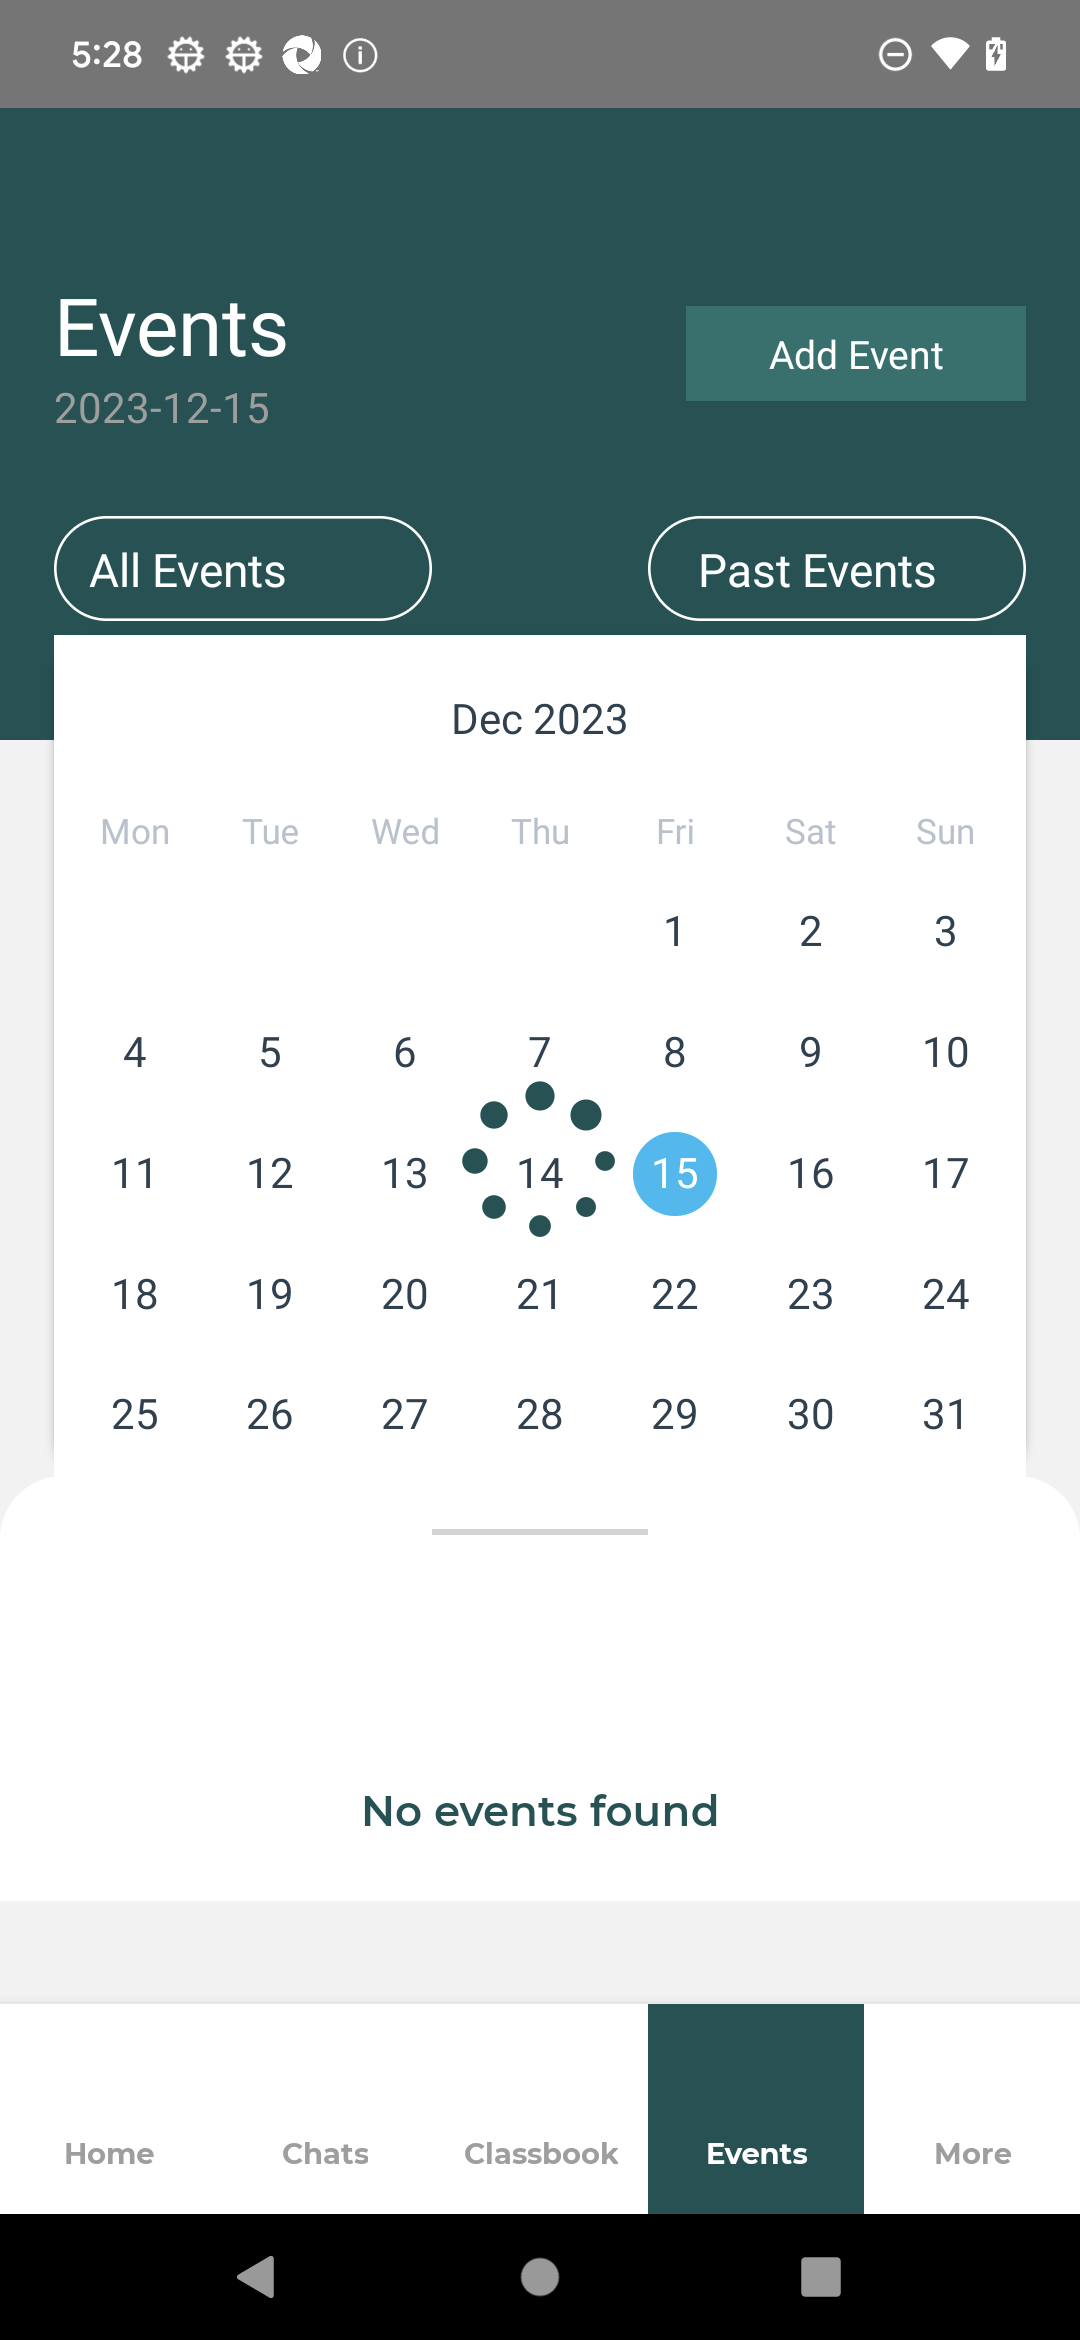 5:28
Events
Add Event
2023-12-15
All Events
Past Events
Dec 2023
Mon Tue Wed Thu Fri Sat Sun
1 2 3
4 5 6 7 8 9 10
11 12 13 14 15 16 17
18 19 20 21 22 23 24
25 26 27 28 29 30 31
No events found
Home Chats Classbook Events More